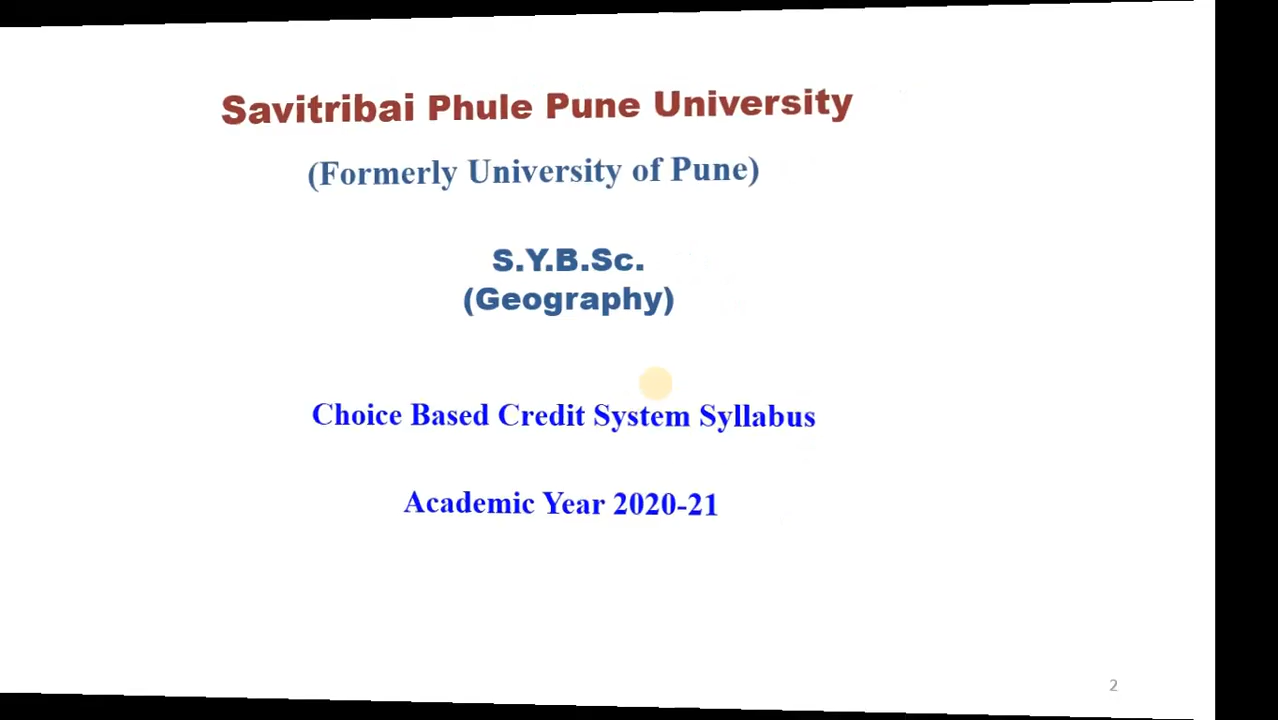 Savitribai Phule Pune University
(Formerly University of Pune)
S.Y.B.Sc.
(Geography)
Choice Based Credit System Syllabus
Academic Year 2020-21
2